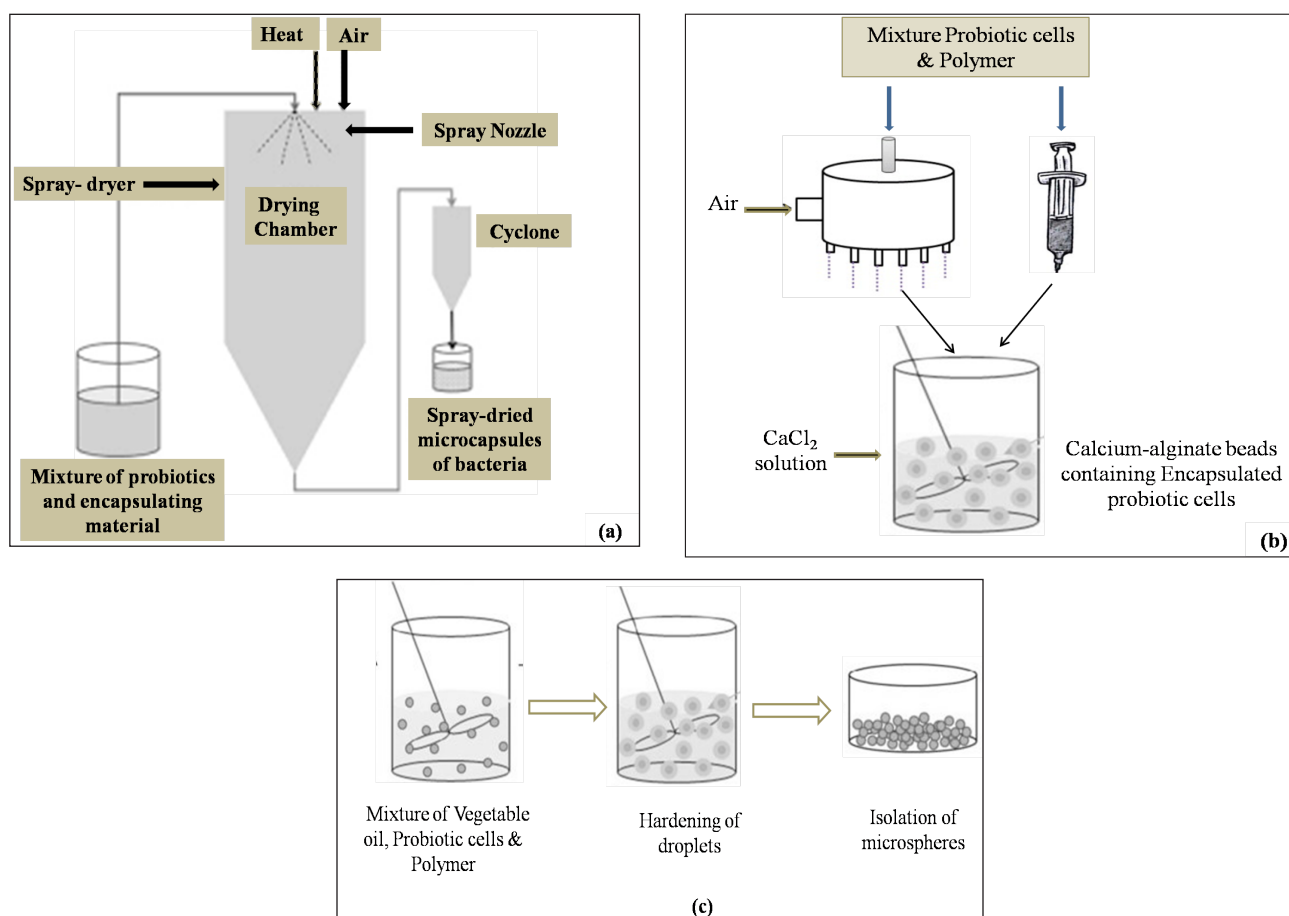 Heat
Air
Spray Nozzle
Spray- dryer
Drying
Chamber
Cyclone
Spray-dried
microcapsules
of bacteria
Mixture of probiotics
and encapsulating
material
(a)
Mixture Probiotic cells
& Polymer
Air
CaCl₂
solution
Calcium-alginate beads
containing Encapsulated
probiotic cells
(b)
Mixture of Vegetable
oil, Probiotic cells &
Polymer
Hardening of
droplets
Isolation of
microspheres
(c)